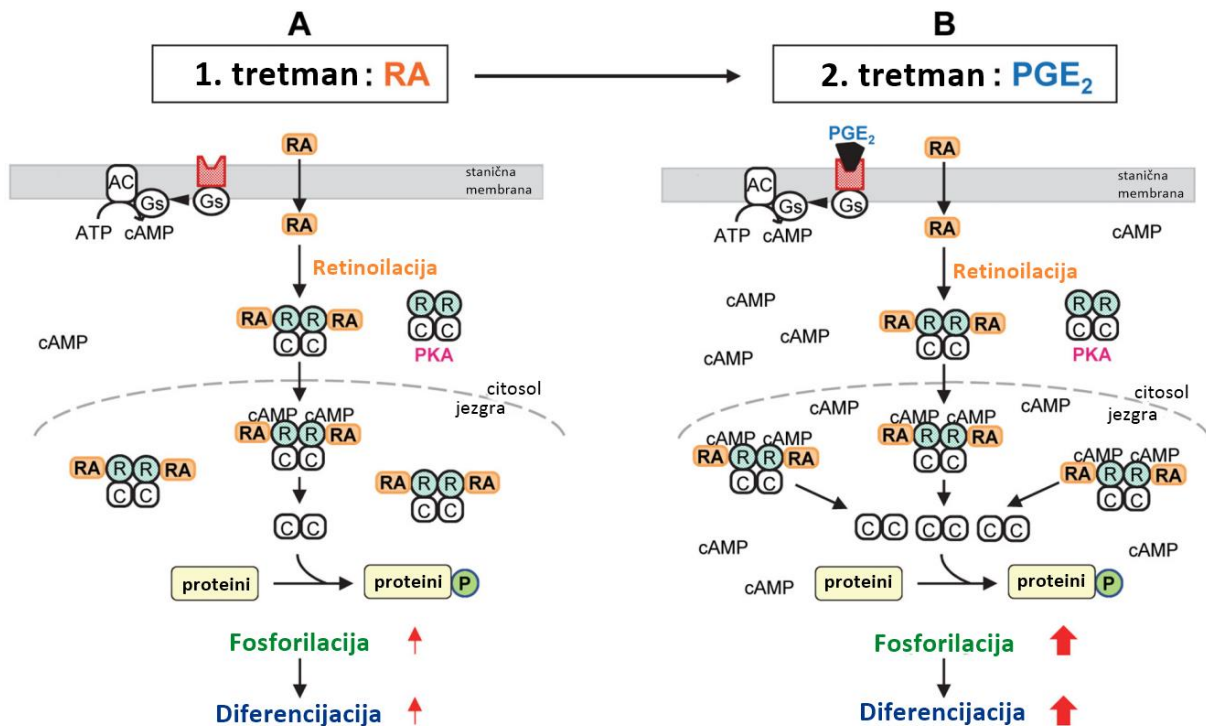 A
1. tretman : RA
RA
stanična
membrana
AC
Gs
Gs
ATP cAMP
RA
Retinoilacija
RA R R RA
C C
R R
C C
PKA
cAMP
citosol
jezgra
cAMP cAMP
RA R R RA
C C
RA R R RA
C C
RA R R RA
C C
C C
proteini
proteini P
Fosforilacija
Diferencijacija
B
2. tretman : PGE₂
PGE₂
RA
stanična
membrana
AC
Gs
Gs
ATP cAMP
RA
cAMP
Retinoilacija
cAMP
cAMP
cAMP
RA R R RA
C C
R R
C C
PKA
citosol
jezgra
cAMP
cAMP
cAMP cAMP
RA R R RA
C C
cAMP cAMP
RA R R RA
C C
cAMP cAMP
RA R R RA
C C
C C C C C C
cAMP
cAMP
cAMP
proteini
proteini P
Fosforilacija
Diferencijacija